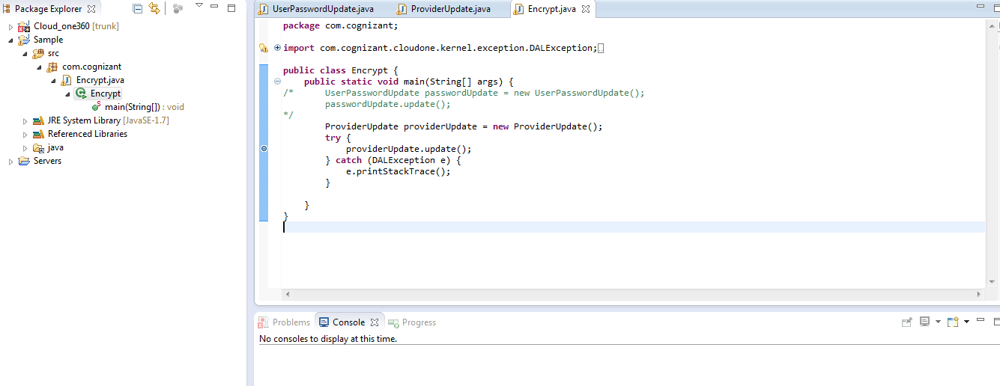 Package Explorer
Cloud_one360 [trunk]
Sample
src
com.cognizant
Encrypt.java
Encrypt
S
main(String[]) : void
JRE System Library [JavaSE-1.7]
Referenced Libraries
java
Servers
UserPasswordUpdate.java ProviderUpdate.java Encrypt.java
package com.cognizant;
import com.cognizant.cloudone.kernel.exception.DALException;
public class Encrypt {
public static void main(String[] args) {
/* UserPasswordUpdate passwordUpdate = new UserPasswordUpdate();
passwordUpdate.update();
*/
ProviderUpdate providerUpdate = new ProviderUpdate();
try {
providerUpdate.update();
} catch (DALException e) {
e.printStackTrace();
}
}
}
Problems Console Progress
No consoles to display at this time.